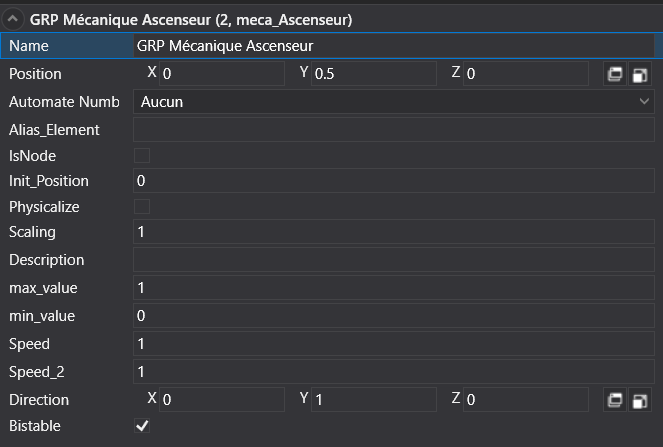 GRP Mécanique Ascenseur (2, meca_Ascenseur)
Name GRP Mécanique Ascenseur
Position X 0 Y 0.5 Z 0
Automate Numb Aucun
Alias_Element
IsNode
Init_Position 0
Physicalize
Scaling 1
Description
max_value 1
min_value 0
Speed 1
Speed_2 1
Direction X 0 Y 1 Z 0
Bistable